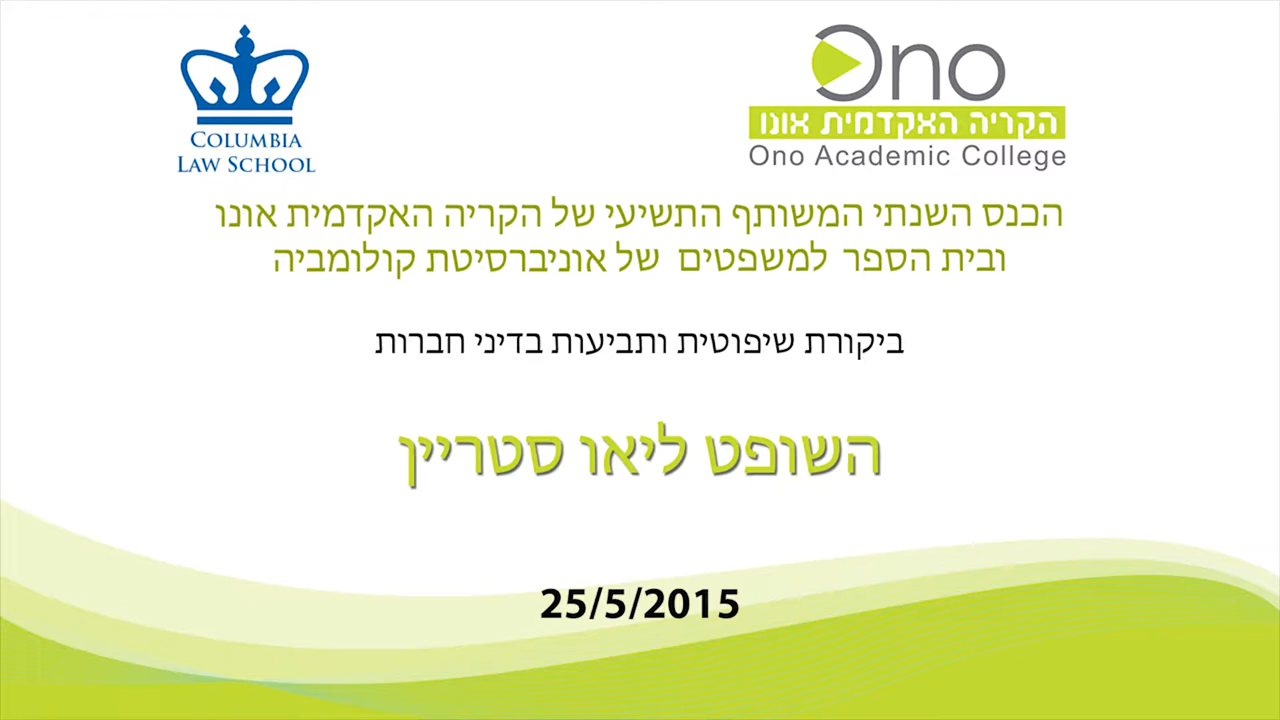 COLUMBIA
LAW SCHOOL
Ono
הקריה האקדמית אונו
Ono Academic College
הכנס השנתי המשותף התשיעי של הקריה האקדמית אונו
ובית הספר למשפטים של אוניברסיטת קולומביה
ביקורת שיפוטית ותביעות בדיני חברות
השופט ליאו סטריין
25/5/2015